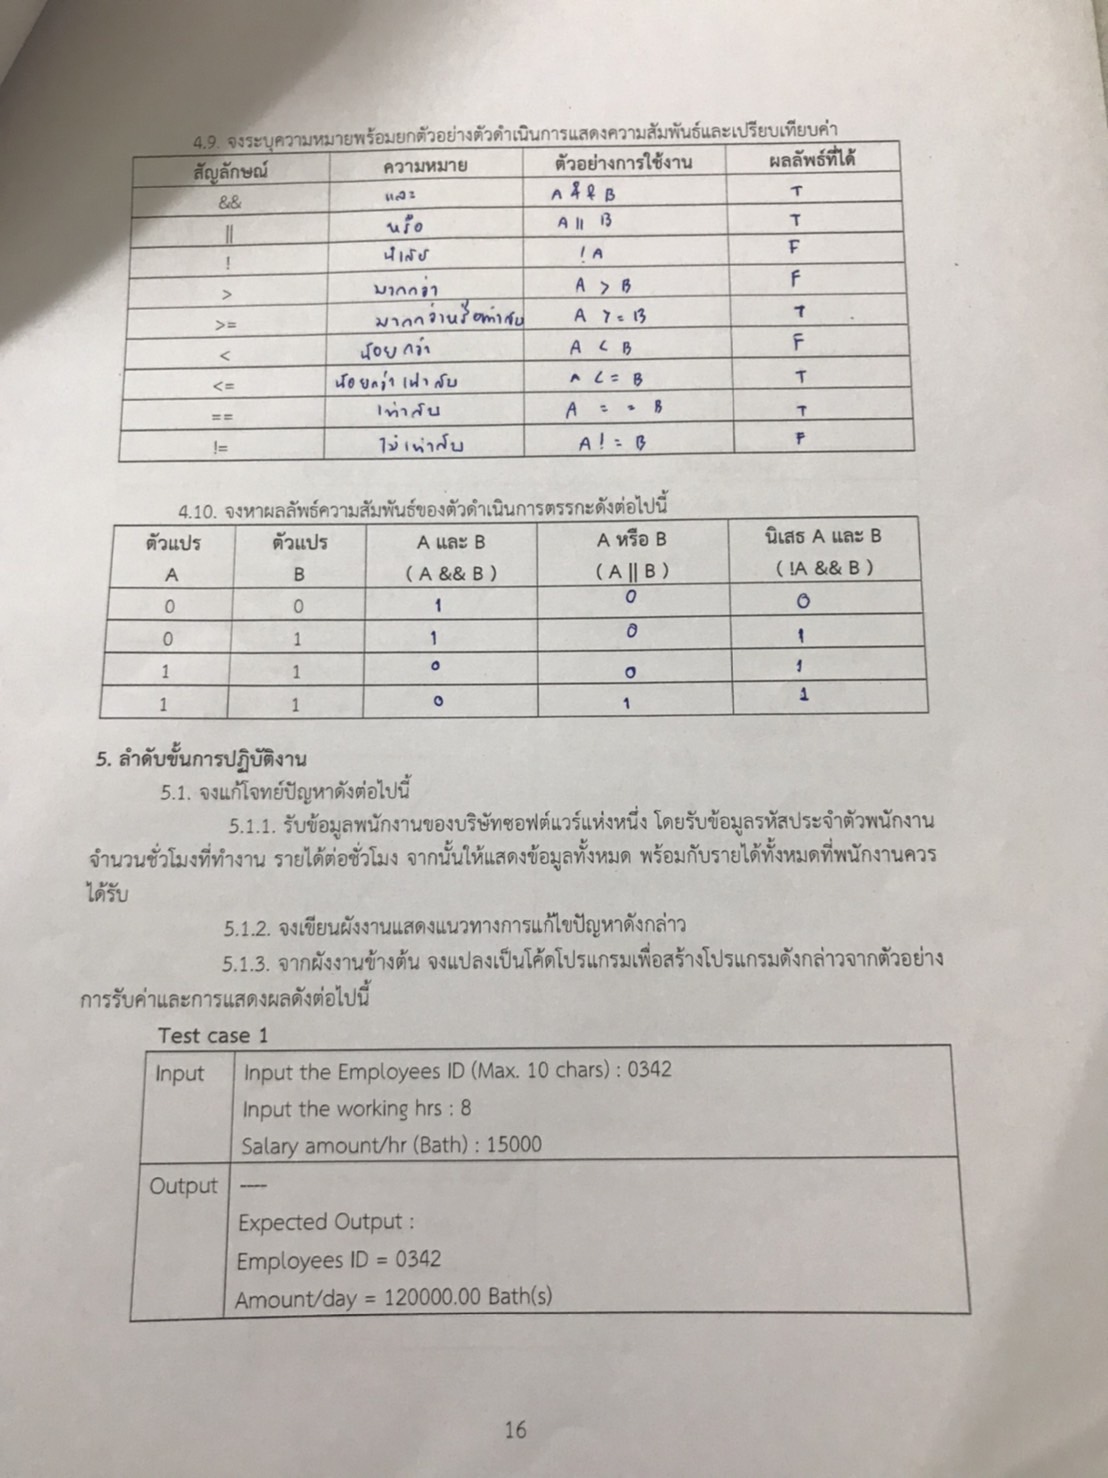 4.9. จงระบุความหมายพร้อมยกตัวอย่างตัวดำเนินการแสดงความสัมพันธ์และเปรียบเทียบค่า
สัญลักษณ์ ความหมาย ตัวอย่างการใช้งาน ผลลัพธ์ที่ได้
&& และ A && B T
|| หรือ A || B T
! นิเสธ !A F
> มากกว่า A > B F
>= มากกว่าหรือเท่ากับ A >= B T
< น้อยกว่า A < B F
<= น้อยกว่าเท่ากับ A <= B T
== เท่ากับ A == B T
!= ไม่เท่ากับ A != B F
4.10. จงหาผลลัพธ์ความสัมพันธ์ของตัวดำเนินการตรรกะดังต่อไปนี้
ตัวแปร ตัวแปร A และ B A หรือ B นิเสธ A และ B
A B ( A && B ) ( A || B ) ( !A && B )
0 0 1 0 0
0 1 1 0 1
1 1 0 0 1
1 1 0 1 1
5. ลำดับขั้นการปฏิบัติงาน
5.1. จงแก้โจทย์ปัญหาดังต่อไปนี้
5.1.1. รับข้อมูลพนักงานของบริษัทซอฟต์แวร์แห่งหนึ่ง โดยรับข้อมูลรหัสประจำตัวพนักงาน
จำนวนชั่วโมงที่ทำงาน รายได้ต่อชั่วโมง จากนั้นให้แสดงข้อมูลทั้งหมด พร้อมกับรายได้ทั้งหมดที่พนักงานควร
ได้รับ
5.1.2. จงเขียนผังงานแสดงแนวทางการแก้ไขปัญหาดังกล่าว
5.1.3. จากผังงานข้างต้น จงแปลงเป็นโค้ดโปรแกรมเพื่อสร้างโปรแกรมดังกล่าวจากตัวอย่าง
การรับค่าและการแสดงผลดังต่อไปนี้
Test case 1
Input Input the Employees ID (Max. 10 chars) : 0342
Input the working hrs : 8
Salary amount/hr (Bath) : 15000
Output ----
Expected Output :
Employees ID = 0342
Amount/day = 120000.00 Bath(s)
16